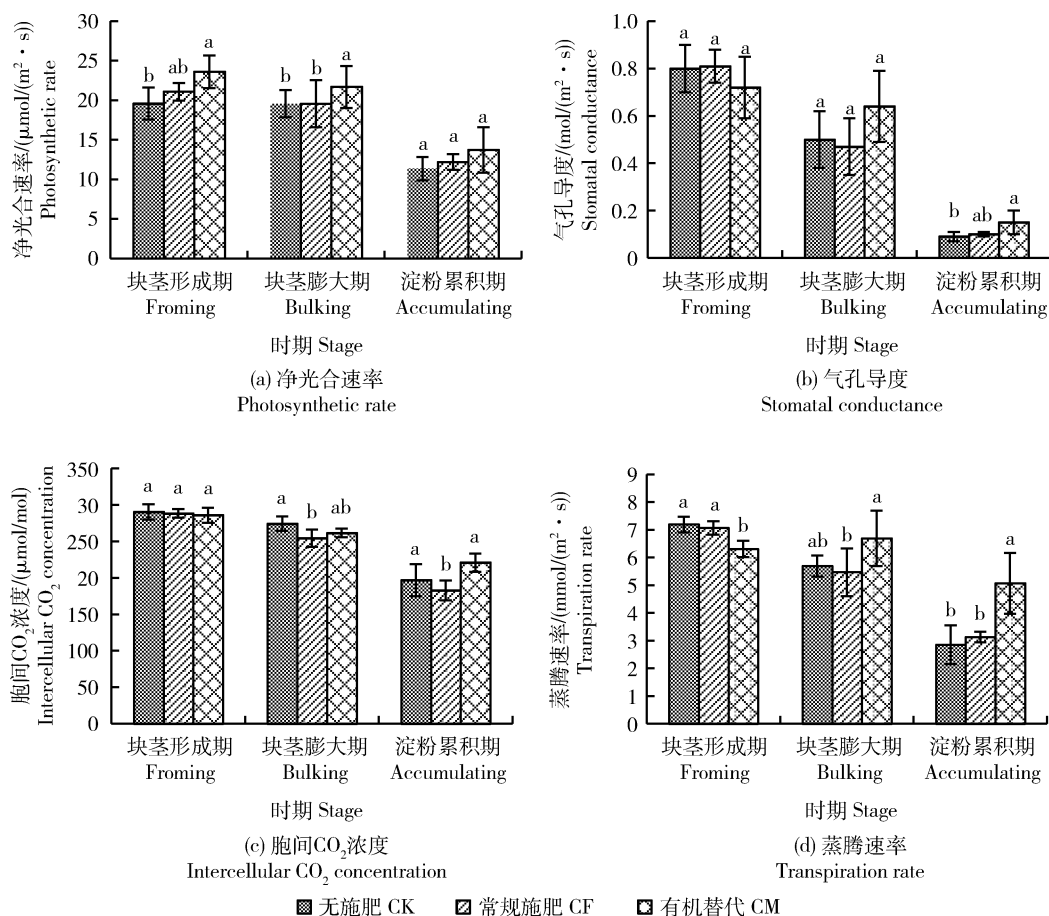 净光合速率/(μmol/(m²·s))
Photosynthetic rate
30
25
20
15
10
5
0
b
ab
a
b
b
a
a
a
a
块茎形成期
Froming
块茎膨大期
Bulking
淀粉累积期
Accumulating
时期 Stage
(a) 净光合速率
Photosynthetic rate
气孔导度/(mol/(m²·s))
Stomatal conductance
1.0
0.8
0.6
0.4
0.2
0
a
a
a
a
a
a
b
ab
a
块茎形成期
Froming
块茎膨大期
Bulking
淀粉累积期
Accumulating
时期 Stage
(b) 气孔导度
Stomatal conductance
胞间CO₂浓度/(μmol/mol)
Intercellular CO₂ concentration
350
300
250
200
150
100
50
0
a
a
a
a
b
ab
a
b
a
块茎形成期
Froming
块茎膨大期
Bulking
淀粉累积期
Accumulating
时期 Stage
(c) 胞间CO₂浓度
Intercellular CO₂ concentration
蒸腾速率/(mmol/(m²·s))
Transpiration rate
9
8
7
6
5
4
3
2
1
0
a
a
b
ab
b
a
b
b
a
块茎形成期
Froming
块茎膨大期
Bulking
淀粉累积期
Accumulating
时期 Stage
(d) 蒸腾速率
Transpiration rate
无施肥 CK 常规施肥 CF 有机替代 CM